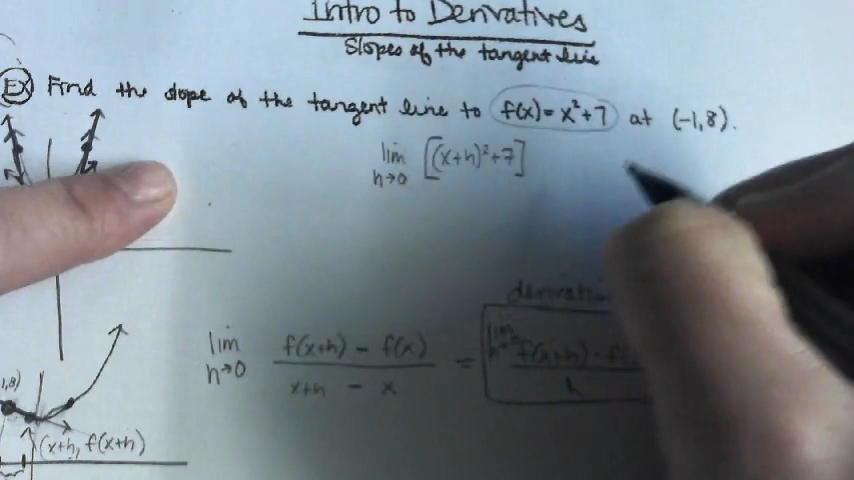 Intro to Derivatives
Slopes of the tangent line
Ex Find the slope of the tangent line to f(x)=x²+7 at (-1,8).
lim h→0 [(x+h)²+7]
lim h→0 f(x+h) - f(x) / x+h - x = lim f(x+h) - f( / h
(x+h, f(x+h)